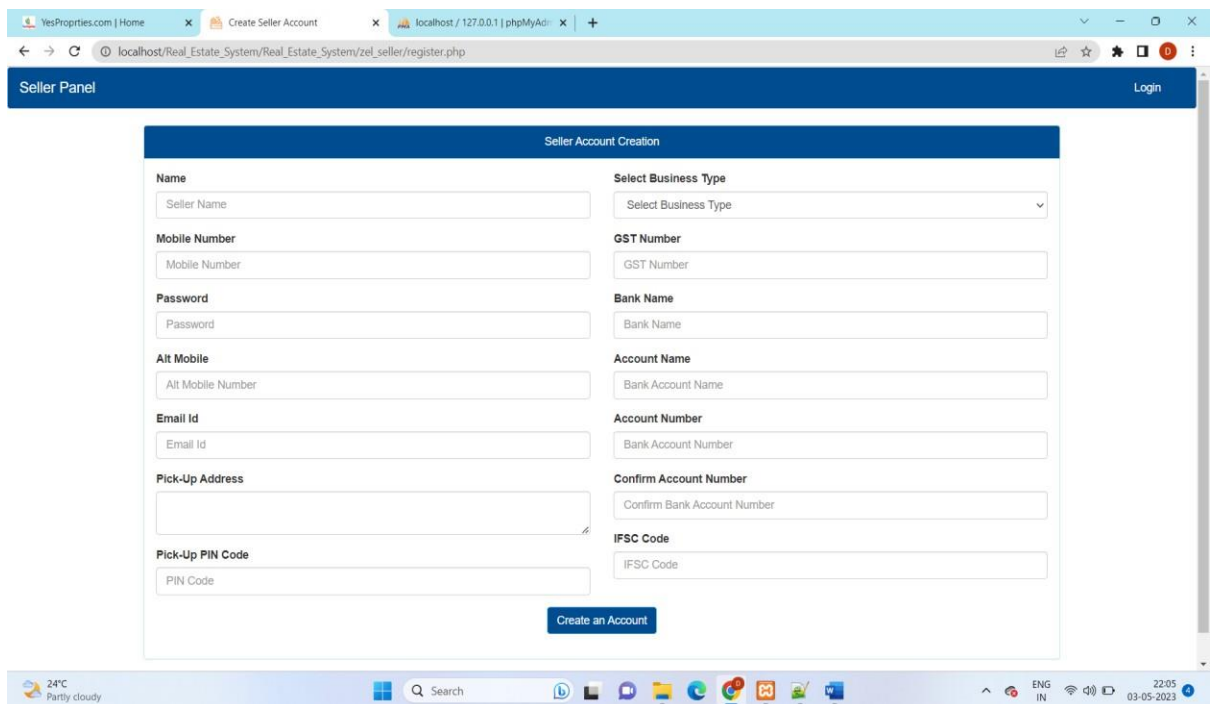 YesProprties.com | Home
Create Seller Account
localhost / 127.0.0.1 | phpMyAdm
localhost/Real_Estate_System/Real_Estate_System/zel_seller/register.php
D
Seller Panel
Login
Seller Account Creation
Name
Seller Name
Mobile Number
Mobile Number
Password
Password
Alt Mobile
Alt Mobile Number
Email Id
Email Id
Pick-Up Address
Pick-Up PIN Code
PIN Code
Select Business Type
Select Business Type
GST Number
GST Number
Bank Name
Bank Name
Account Name
Bank Account Name
Account Number
Bank Account Number
Confirm Account Number
Confirm Bank Account Number
IFSC Code
IFSC Code
Create an Account
24°C
Partly cloudy
Search
ENG
IN
22:05
03-05-2023
4